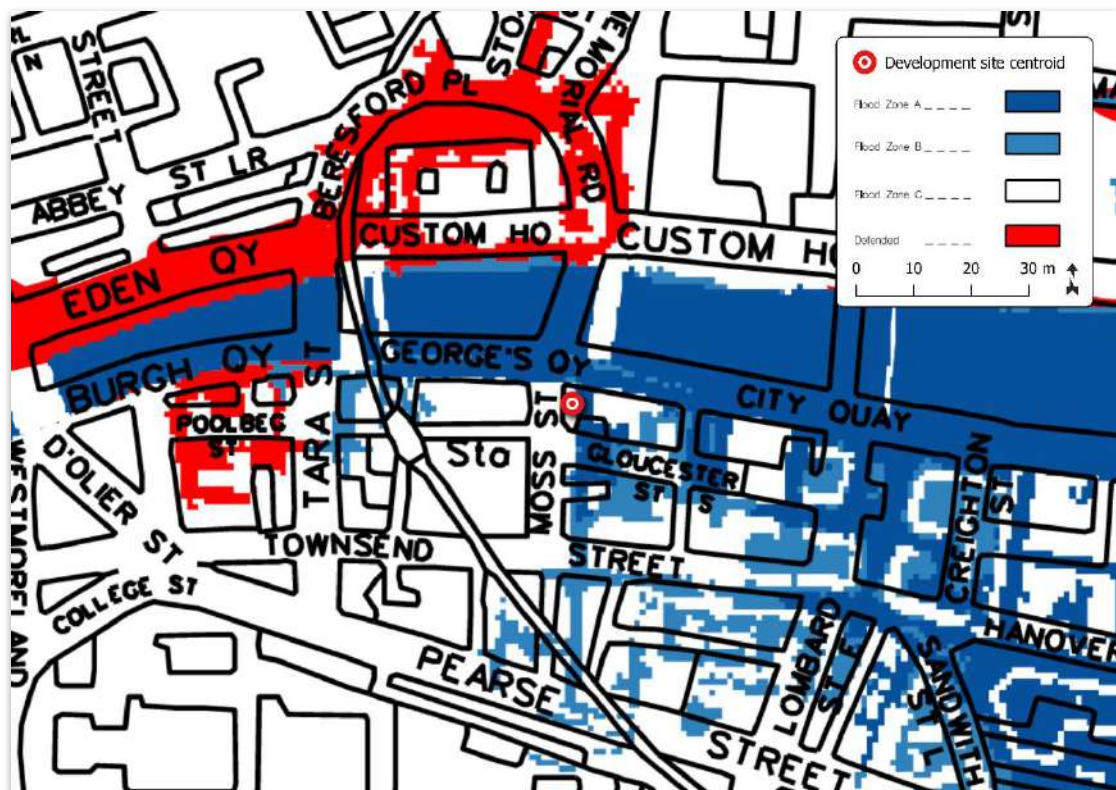 STREET
ABBEY ST LR
BERESFORD PL
MEMORIAL RD
Development site centroid
Flood Zone A
Flood Zone B
Flood Zone C
Defended
0 10 20 30 m
EDEN QY
CUSTOM HO
CUSTOM HO
BURGH QY
GEORGE'S QY
CITY QUAY
TARA ST
POOLBEG ST
Sta
MOSS ST
GLOUCESTER ST S
CREIGHTON ST
WESTMORELAND
D'OLIER ST
TOWNSEND STREET
COLLEGE ST
PEARSE STREET
LOMBARD ST E
SANDWITH ST L
HANOVER